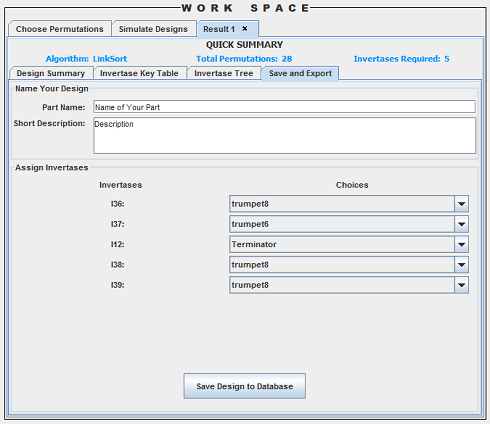 WORK SPACE
Choose Permutations Simulate Designs Result 1 ×
QUICK SUMMARY
Algorithm: LinkSort Total Permutations: 28 Invertases Required: 5
Design Summary Invertase Key Table Invertase Tree Save and Export
Name Your Design
Part Name: Name of Your Part
Short Description: Description
Assign Invertases
Invertases Choices
I36: trumpet8
I37: trumpet6
I12: Terminator
I38: trumpet8
I39: trumpet8
Save Design to Database